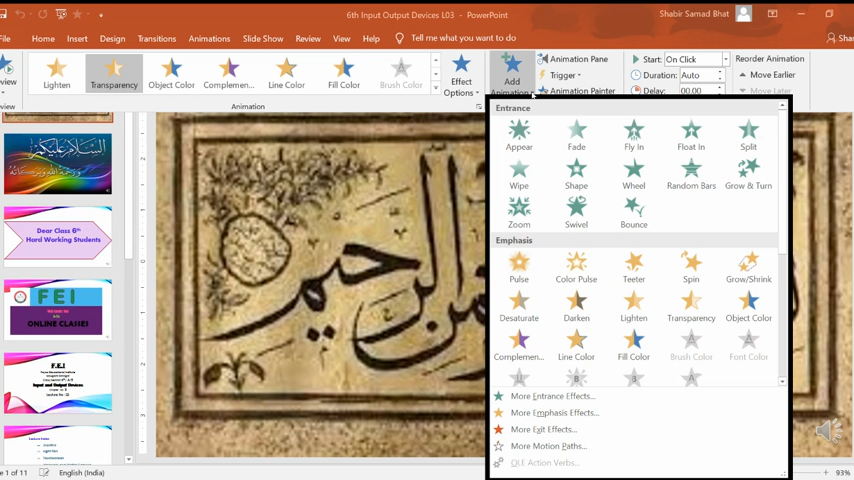 6th Input Output Devices L03 - PowerPoint
Shabir Samad Bhat
File
Home
Insert
Design
Transitions
Animations
Slide Show
Review
View
Help
Tell me what you want to do
Lighten
Transparency
Object Color
Complemen...
Line Color
Fill Color
Brush Color
Effect
Options
Add
Animation
Animation Pane
Trigger
Animation Painter
Start: On Click
Duration: Auto
Delay: 00.00
Reorder Animation
Move Earlier
Move Later
Animation
Entrance
Appear
Fade
Fly In
Float In
Split
Wipe
Shape
Wheel
Random Bars
Grow & Turn
Zoom
Swivel
Bounce
Emphasis
Pulse
Color Pulse
Teeter
Spin
Grow/Shrink
Desaturate
Darken
Lighten
Transparency
Object Color
Complemen...
Line Color
Fill Color
Brush Color
Font Color
More Entrance Effects...
More Emphasis Effects...
More Exit Effects...
More Motion Paths...
OLE Action Verbs...
السلام عليكم
ورحمة الله وبركاته
Dear Class 6th
Hard Working Students
FEI
ONLINE CLASSES
F.E.I
Input and Output Devices
الرحيم
1 of 11
English (India)
93%